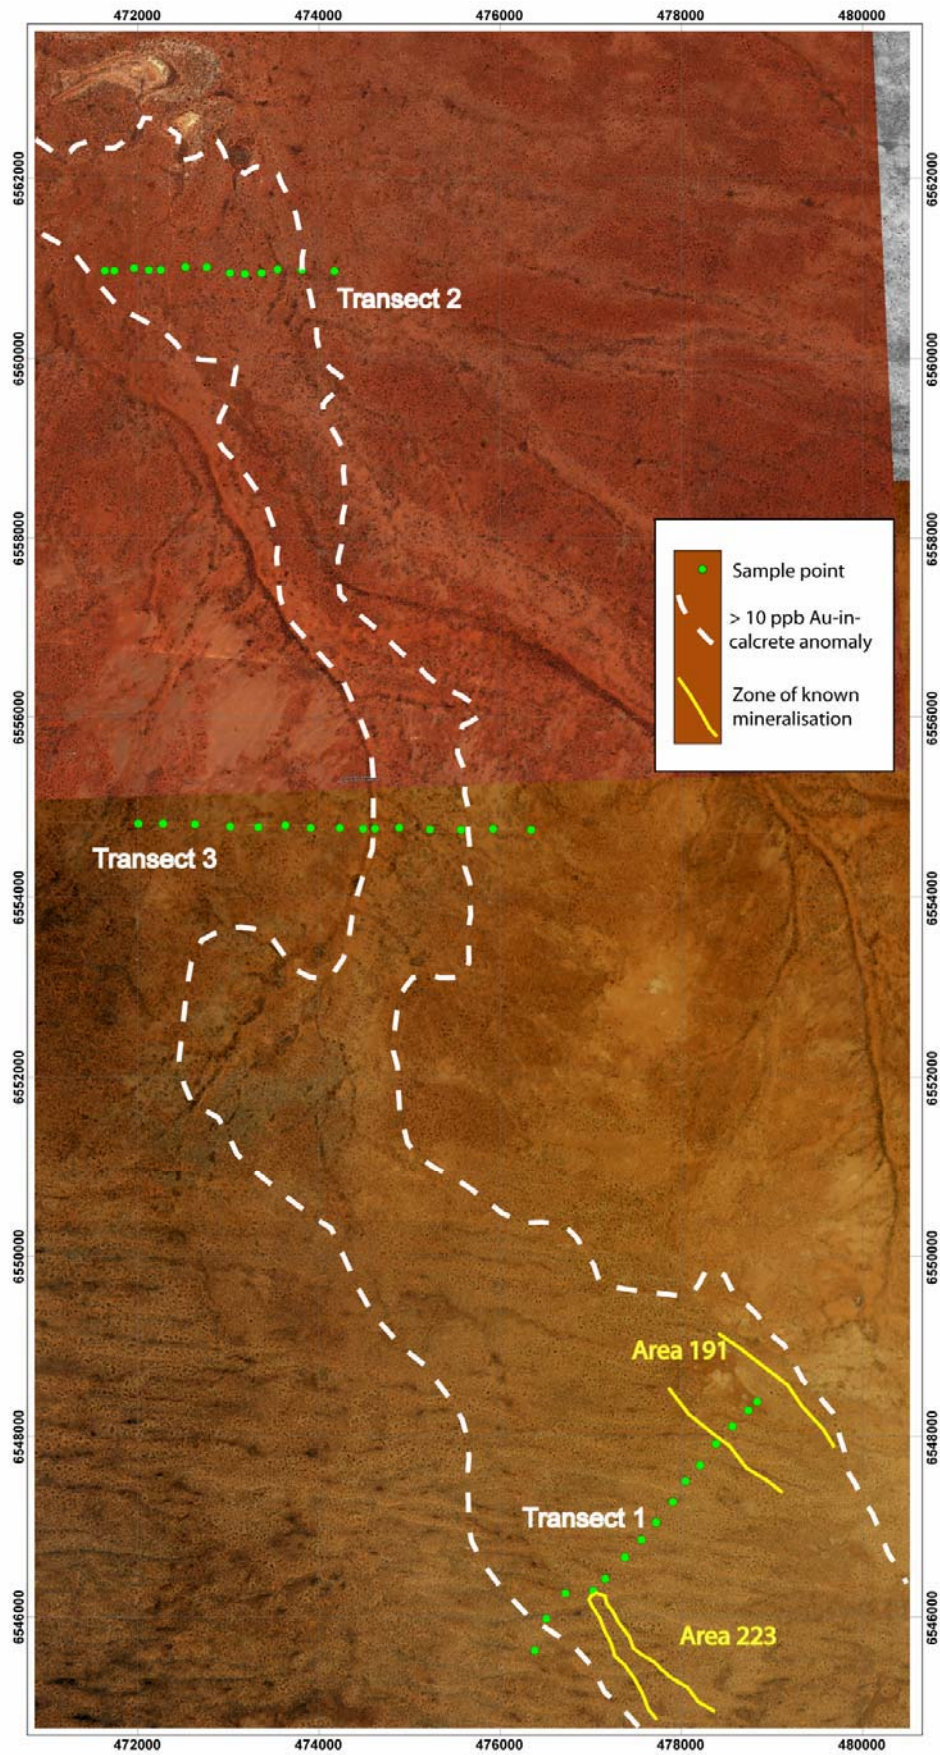 472000 474000 476000 478000 480000
6562000 6562000
Transect 2
6560000 6560000
6558000 6558000
Sample point
> 10 ppb Au-in-
calcrete anomaly
Zone of known
mineralisation
6556000 6556000
Transect 3
6554000 6554000
6552000 6552000
6550000 6550000
Area 191
6548000 6548000
Transect 1
6546000 6546000
Area 223
472000 474000 476000 478000 480000